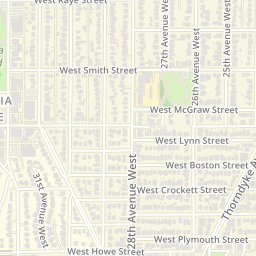 West Raye Street
27th Avenue West
25th Avenue West
West Smith Street
26th Avenue West
West McGraw Street
West Lynn Street
West Boston Street
31st Avenue West
28th Avenue West
West Crockett Street
Thorndyke A
West Plymouth Street
West Howe Street